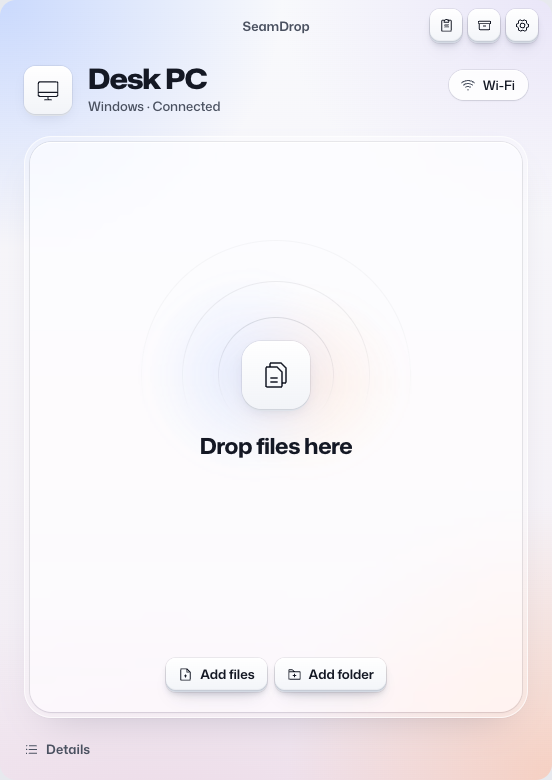 SeamDrop
Desk PC
Windows · Connected
Wi-Fi
Drop files here
Add files
Add folder
Details